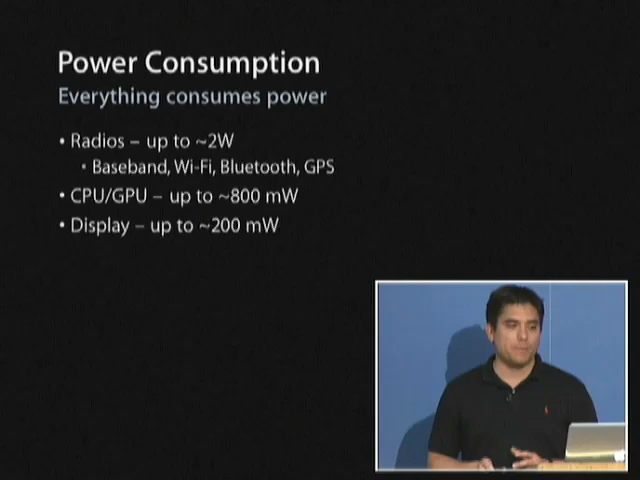 Power Consumption
Everything consumes power
• Radios – up to ~2W
• Baseband, Wi-Fi, Bluetooth, GPS
• CPU/GPU – up to ~800 mW
• Display – up to ~200 mW